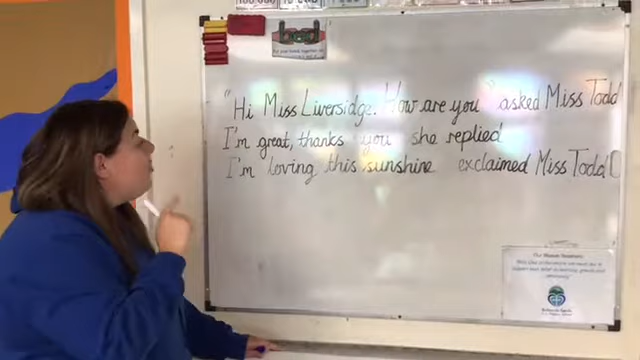 "Hi Miss Liversidge. How are you" asked Miss Todd
I'm great, thanks you she replied
I'm loving this sunshine exclaimed Miss Todd